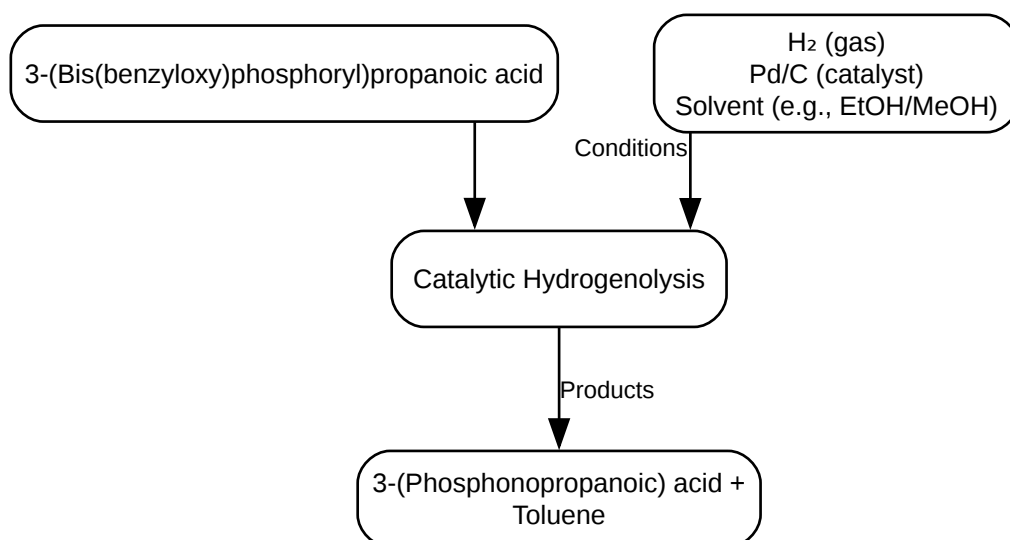 3-(Bis(benzyloxy)phosphoryl)propanoic acid
H₂ (gas)
Pd/C (catalyst)
Solvent (e.g., EtOH/MeOH)
Conditions
Catalytic Hydrogenolysis
Products
3-(Phosphonopropanoic) acid +
Toluene